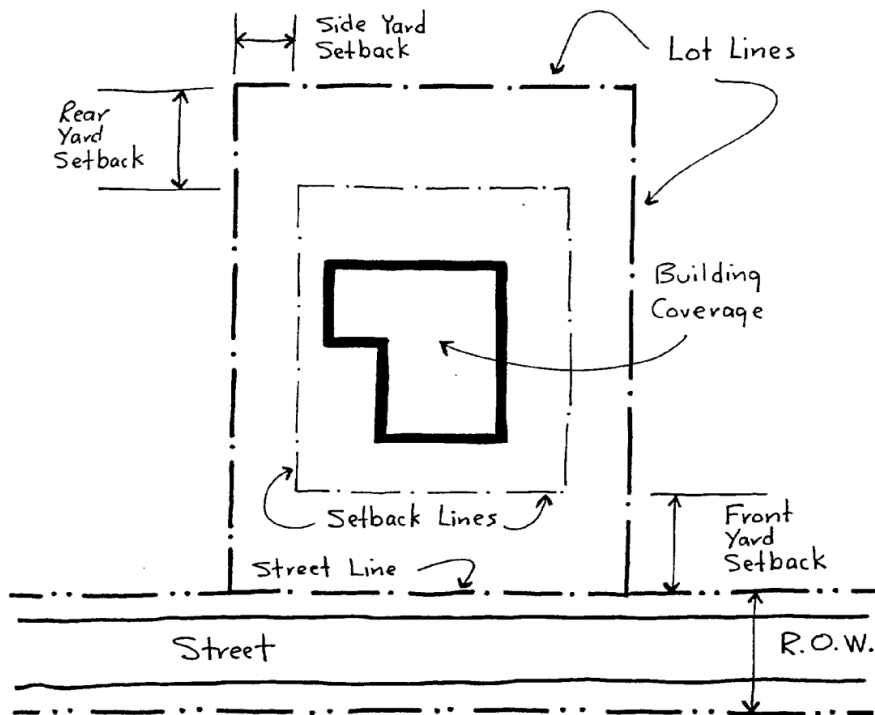 Side Yard
Setback
Lot Lines
Rear
Yard
Setback
Building
Coverage
Setback Lines
Front
Yard
Setback
Street Line
Street
R.O.W.